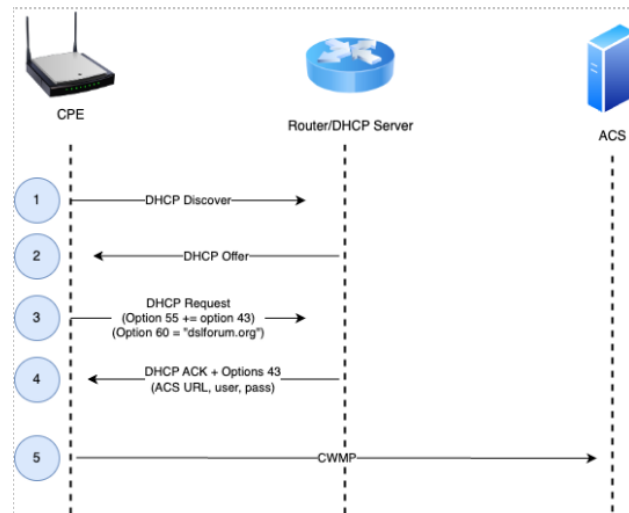 CPE
Router/DHCP Server
ACS
1
DHCP Discover
2
DHCP Offer
3
DHCP Request
(Option 55 += option 43)
(Option 60 = "dslforum.org")
4
DHCP ACK + Options 43
(ACS URL, user, pass)
5
CWMP